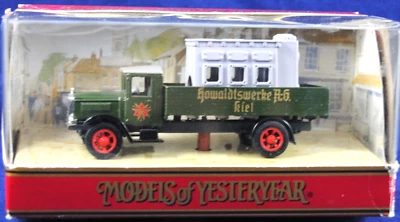 Howaldtswerke A.G.
Kiel
MODELS of YESTERYEAR